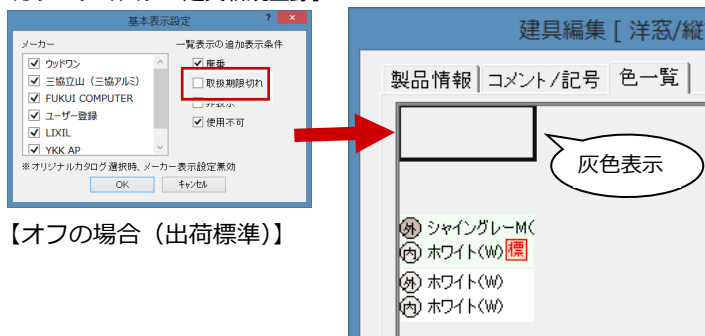 基本表示設定
? ×
メーカー
ウッドワン
三協立山（三協アルミ）
FUKUI COMPUTER
ユーザー登録
LIXIL
YKK AP
一覧表示の追加表示条件
廃番
取扱期限切れ
非表示
使用不可
※オリジナルカタログ選択時、メーカー表示設定無効
OK キャンセル
【オフの場合（出荷標準）】
建具編集 [ 洋窓/縦
製品情報 コメント/記号 色一覧
灰色表示
外 シャイングレーM(
内 ホワイト(W) 標
外 ホワイト(W)
内 ホワイト(W)